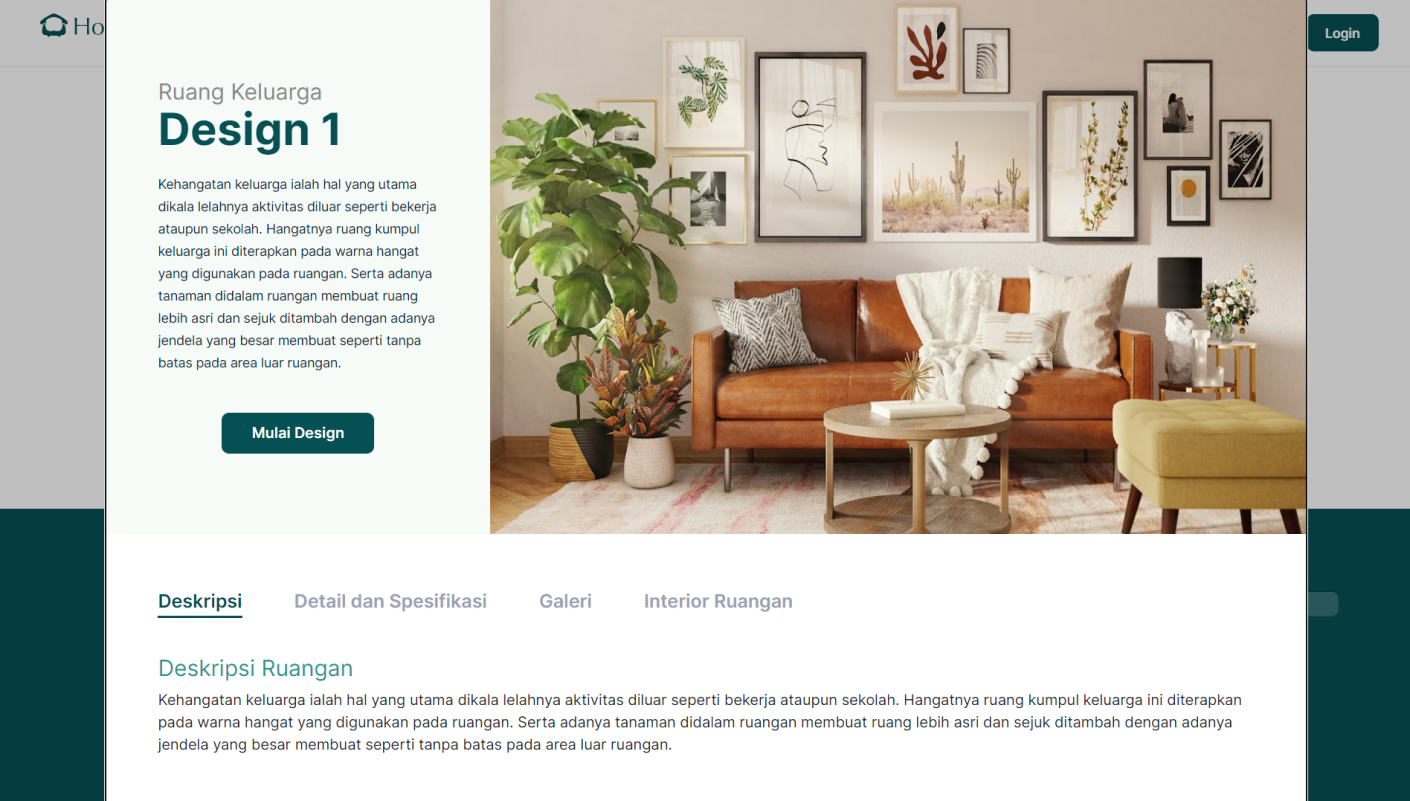 Ho
Login
Ruang Keluarga
Design 1
Kehangatan keluarga ialah hal yang utama
dikala lelahnya aktivitas diluar seperti bekerja
ataupun sekolah. Hangatnya ruang kumpul
keluarga ini diterapkan pada warna hangat
yang digunakan pada ruangan. Serta adanya
tanaman didalam ruangan membuat ruang
lebih asri dan sejuk ditambah dengan adanya
jendela yang besar membuat seperti tanpa
batas pada area luar ruangan.
Mulai Design
Deskripsi
Detail dan Spesifikasi
Galeri
Interior Ruangan
Deskripsi Ruangan
Kehangatan keluarga ialah hal yang utama dikala lelahnya aktivitas diluar seperti bekerja ataupun sekolah. Hangatnya ruang kumpul keluarga ini diterapkan
pada warna hangat yang digunakan pada ruangan. Serta adanya tanaman didalam ruangan membuat ruang lebih asri dan sejuk ditambah dengan adanya
jendela yang besar membuat seperti tanpa batas pada area luar ruangan.